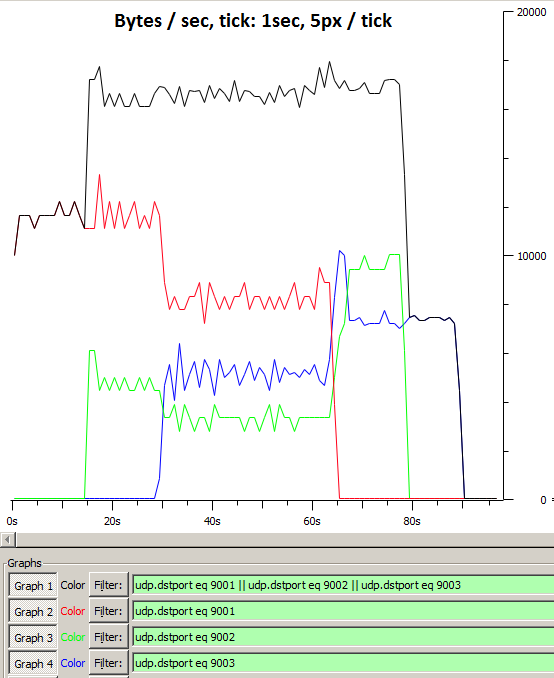 Bytes / sec, tick: 1sec, 5px / tick
20000
10000
0
0s 20s 40s 60s 80s
Graphs
Graph 1 Color Filter: udp.dstport eq 9001 || udp.dstport eq 9002 || udp.dstport eq 9003
Graph 2 Color Filter: udp.dstport eq 9001
Graph 3 Color Filter: udp.dstport eq 9002
Graph 4 Color Filter: udp.dstport eq 9003